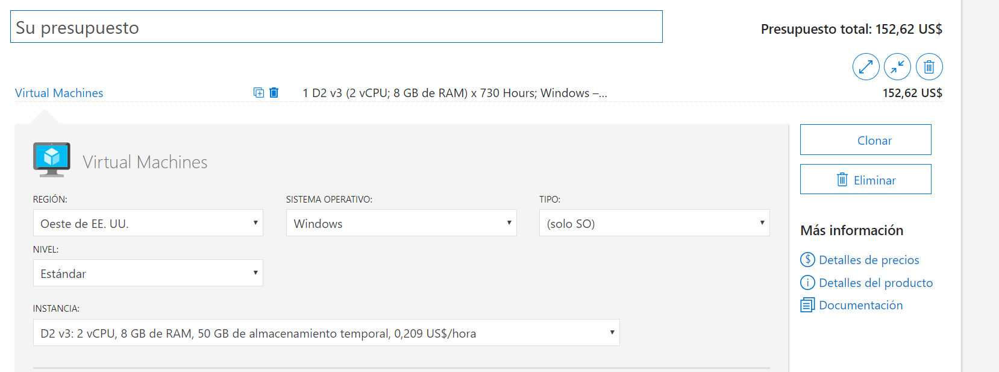 Su presupuesto
Presupuesto total: 152,62 US$
Virtual Machines
1 D2 v3 (2 vCPU; 8 GB de RAM) x 730 Hours; Windows –...
152,62 US$
Virtual Machines
REGIÓN:
Oeste de EE. UU.
SISTEMA OPERATIVO:
Windows
TIPO:
(solo SO)
NIVEL:
Estándar
INSTANCIA:
D2 v3: 2 vCPU, 8 GB de RAM, 50 GB de almacenamiento temporal, 0,209 US$/hora
Clonar
Eliminar
Más información
Detalles de precios
Detalles del producto
Documentación